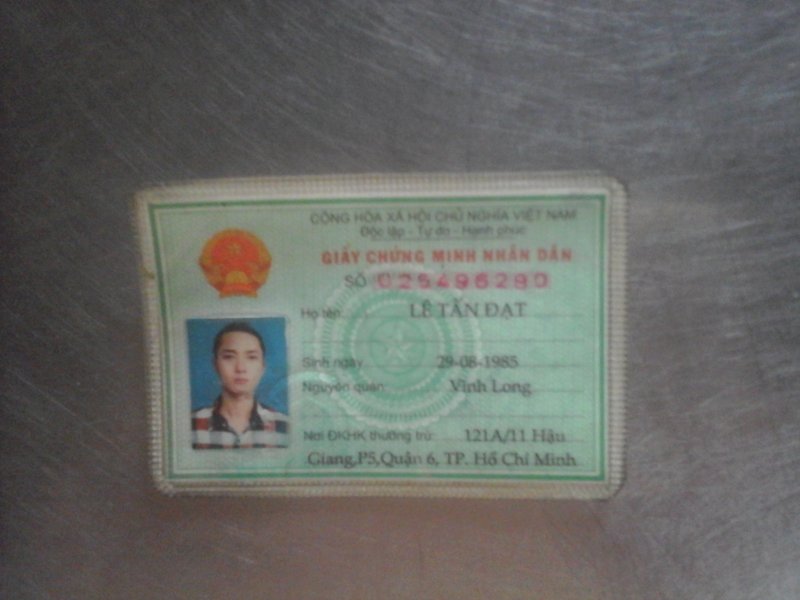 CỘNG HÒA XÃ HỘI CHỦ NGHĨA VIỆT NAM
Độc lập - Tự do - Hạnh phúc
GIẤY CHỨNG MINH NHÂN DÂN
SỐ 025496280
Họ tên: LÊ TẤN ĐẠT
Sinh ngày 29-08-1985
Nguyên quán: Vĩnh Long
Nơi ĐKHK thường trú: 121A/11 Hậu
Giang,P5,Quận 6, TP. Hồ Chí Minh